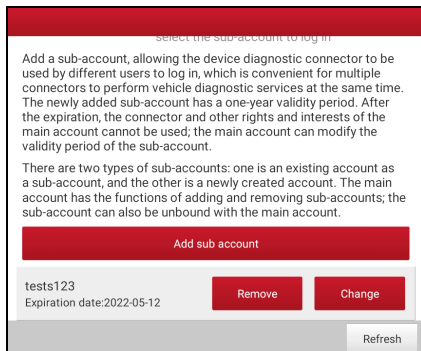 select the sub-account to log in
Add a sub-account, allowing the device diagnostic connector to be
used by different users to log in, which is convenient for multiple
connectors to perform vehicle diagnostic services at the same time.
The newly added sub-account has a one-year validity period. After
the expiration, the connector and other rights and interests of the
main account cannot be used; the main account can modify the
validity period of the sub-account.
There are two types of sub-accounts: one is an existing account as
a sub-account, and the other is a newly created account. The main
account has the functions of adding and removing sub-accounts; the
sub-account can also be unbound with the main account.
Add sub account
tests123
Expiration date:2022-05-12
Remove
Change
Refresh